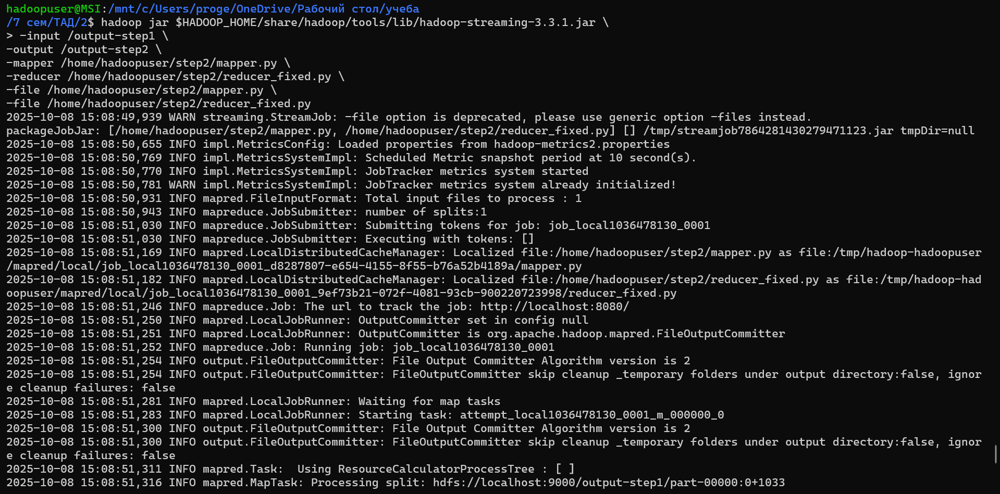 hadoopuser@MSI:/mnt/c/Users/proge/OneDrive/Рабочий стол/учеба
/7 сем/ТАД/2$ hadoop jar $HADOOP_HOME/share/hadoop/tools/lib/hadoop-streaming-3.3.1.jar \
> -input /output-step1 \
-output /output-step2 \
-mapper /home/hadoopuser/step2/mapper.py \
-reducer /home/hadoopuser/step2/reducer_fixed.py \
-file /home/hadoopuser/step2/mapper.py \
-file /home/hadoopuser/step2/reducer_fixed.py
2025-10-08 15:08:49,939 WARN streaming.StreamJob: -file option is deprecated, please use generic option -files instead.
packageJobJar: [/home/hadoopuser/step2/mapper.py, /home/hadoopuser/step2/reducer_fixed.py] [] /tmp/streamjob7864281430279471123.jar tmpDir=null
2025-10-08 15:08:50,655 INFO impl.MetricsConfig: Loaded properties from hadoop-metrics2.properties
2025-10-08 15:08:50,769 INFO impl.MetricsSystemImpl: Scheduled Metric snapshot period at 10 second(s).
2025-10-08 15:08:50,770 INFO impl.MetricsSystemImpl: JobTracker metrics system started
2025-10-08 15:08:50,781 WARN impl.MetricsSystemImpl: JobTracker metrics system already initialized!
2025-10-08 15:08:50,931 INFO mapred.FileInputFormat: Total input files to process : 1
2025-10-08 15:08:50,943 INFO mapreduce.JobSubmitter: number of splits:1
2025-10-08 15:08:51,030 INFO mapreduce.JobSubmitter: Submitting tokens for job: job_local1036478130_0001
2025-10-08 15:08:51,030 INFO mapreduce.JobSubmitter: Executing with tokens: []
2025-10-08 15:08:51,169 INFO mapred.LocalDistributedCacheManager: Localized file:/home/hadoopuser/step2/mapper.py as file:/tmp/hadoop-hadoopuser
/mapred/local/job_local1036478130_0001_d8287807-e654-4155-8f55-b76a52b4189a/mapper.py
2025-10-08 15:08:51,182 INFO mapred.LocalDistributedCacheManager: Localized file:/home/hadoopuser/step2/reducer_fixed.py as file:/tmp/hadoop-had
oopuser/mapred/local/job_local1036478130_0001_9ef73b21-072f-4081-93cb-900220723998/reducer_fixed.py
2025-10-08 15:08:51,246 INFO mapreduce.Job: The url to track the job: http://localhost:8080/
2025-10-08 15:08:51,250 INFO mapred.LocalJobRunner: OutputCommitter set in config null
2025-10-08 15:08:51,251 INFO mapred.LocalJobRunner: OutputCommitter is org.apache.hadoop.mapred.FileOutputCommitter
2025-10-08 15:08:51,252 INFO mapreduce.Job: Running job: job_local1036478130_0001
2025-10-08 15:08:51,254 INFO output.FileOutputCommitter: File Output Committer Algorithm version is 2
2025-10-08 15:08:51,254 INFO output.FileOutputCommitter: FileOutputCommitter skip cleanup _temporary folders under output directory:false, ignor
e cleanup failures: false
2025-10-08 15:08:51,281 INFO mapred.LocalJobRunner: Waiting for map tasks
2025-10-08 15:08:51,283 INFO mapred.LocalJobRunner: Starting task: attempt_local1036478130_0001_m_000000_0
2025-10-08 15:08:51,300 INFO output.FileOutputCommitter: File Output Committer Algorithm version is 2
2025-10-08 15:08:51,300 INFO output.FileOutputCommitter: FileOutputCommitter skip cleanup _temporary folders under output directory:false, ignor
e cleanup failures: false
2025-10-08 15:08:51,311 INFO mapred.Task:  Using ResourceCalculatorProcessTree : [ ]
2025-10-08 15:08:51,316 INFO mapred.MapTask: Processing split: hdfs://localhost:9000/output-step1/part-00000:0+1033